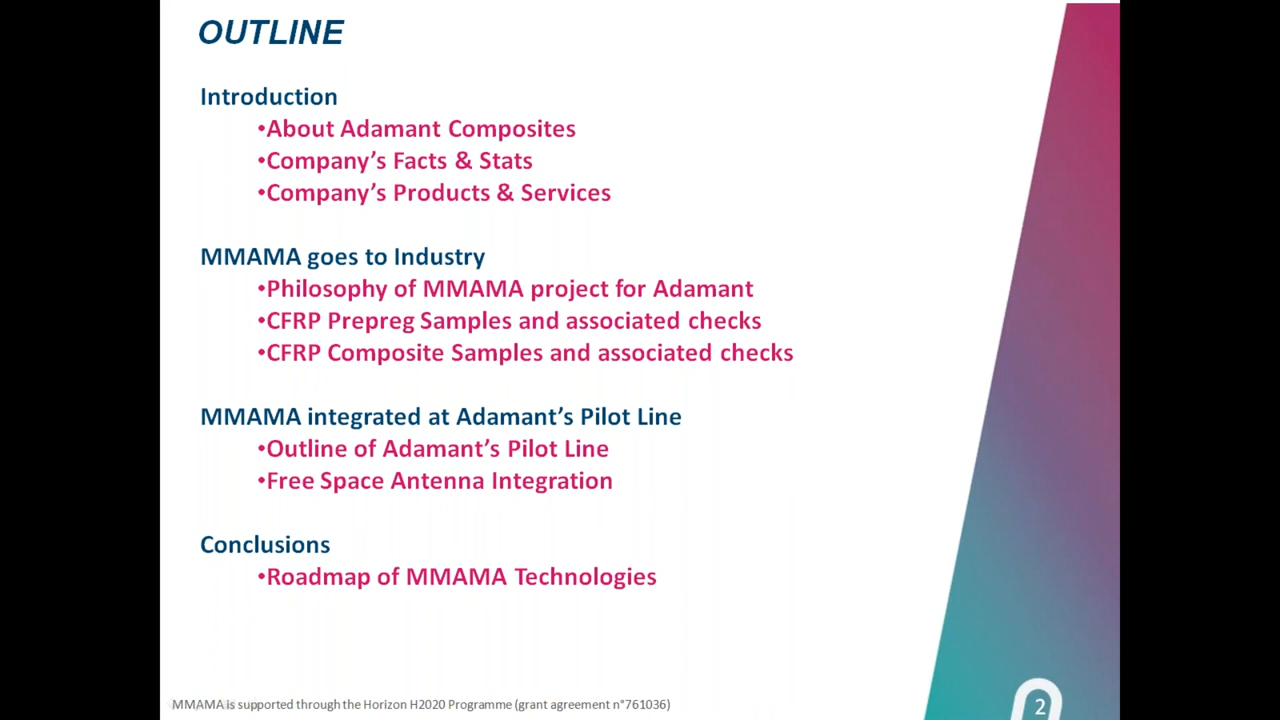 OUTLINE
Introduction
•About Adamant Composites
•Company’s Facts & Stats
•Company’s Products & Services
MMAMA goes to Industry
•Philosophy of MMAMA project for Adamant
•CFRP Prepreg Samples and associated checks
•CFRP Composite Samples and associated checks
MMAMA integrated at Adamant’s Pilot Line
•Outline of Adamant’s Pilot Line
•Free Space Antenna Integration
Conclusions
•Roadmap of MMAMA Technologies
MMAMA is supported through the Horizon H2020 Programme (grant agreement n°761036)
2